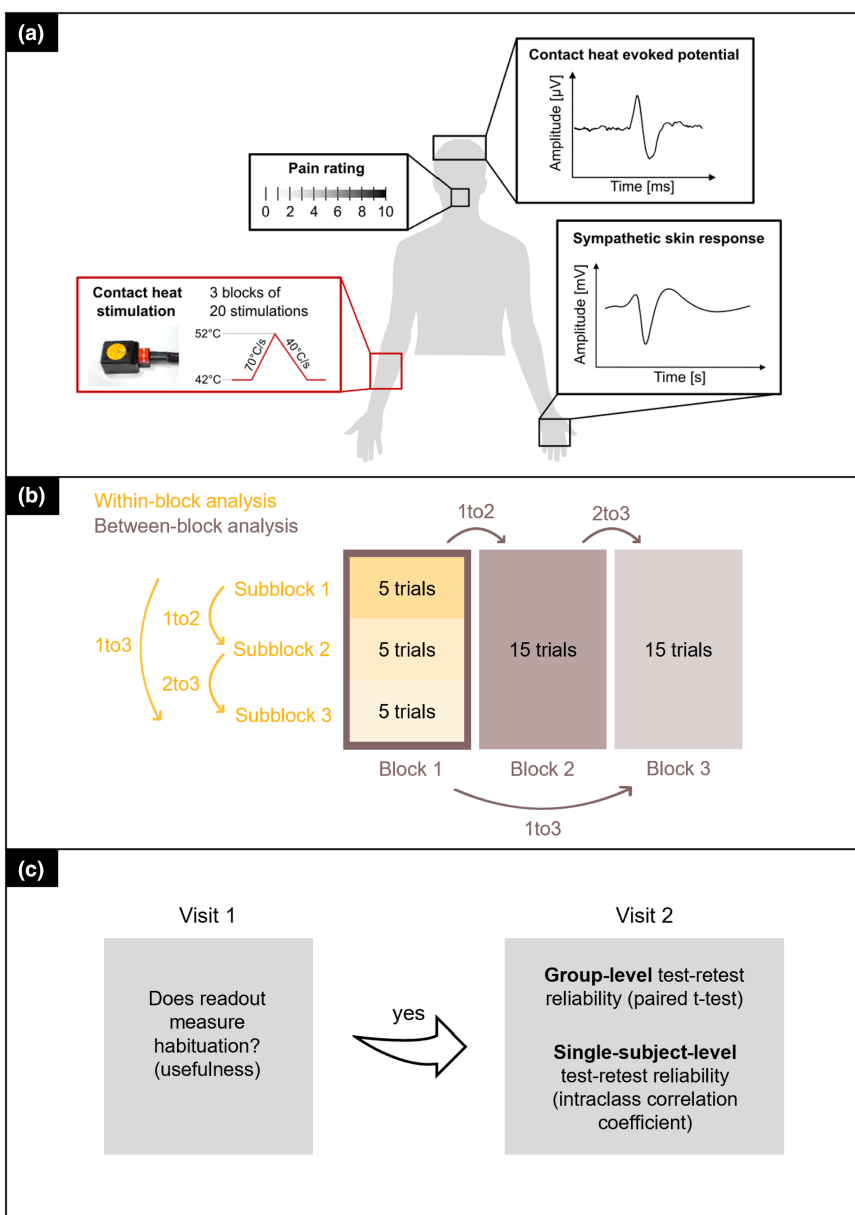 (a)
Contact heat evoked potential
Amplitude [µV]
Time [ms]
Pain rating
0 2 4 6 8 10
Sympathetic skin response
Amplitude [mV]
Time [s]
Contact heat
stimulation
3 blocks of
20 stimulations
52°C
70°C/s
40°C/s
42°C
(b)
Within-block analysis
Between-block analysis
1to2
2to3
Subblock 1
5 trials
1to2
1to3
Subblock 2
5 trials
15 trials
15 trials
2to3
Subblock 3
5 trials
Block 1
Block 2
Block 3
1to3
(c)
Visit 1
Visit 2
Does readout
measure
habituation?
(usefulness)
yes
Group-level test-retest
reliability (paired t-test)
Single-subject-level
test-retest reliability
(intraclass correlation
coefficient)